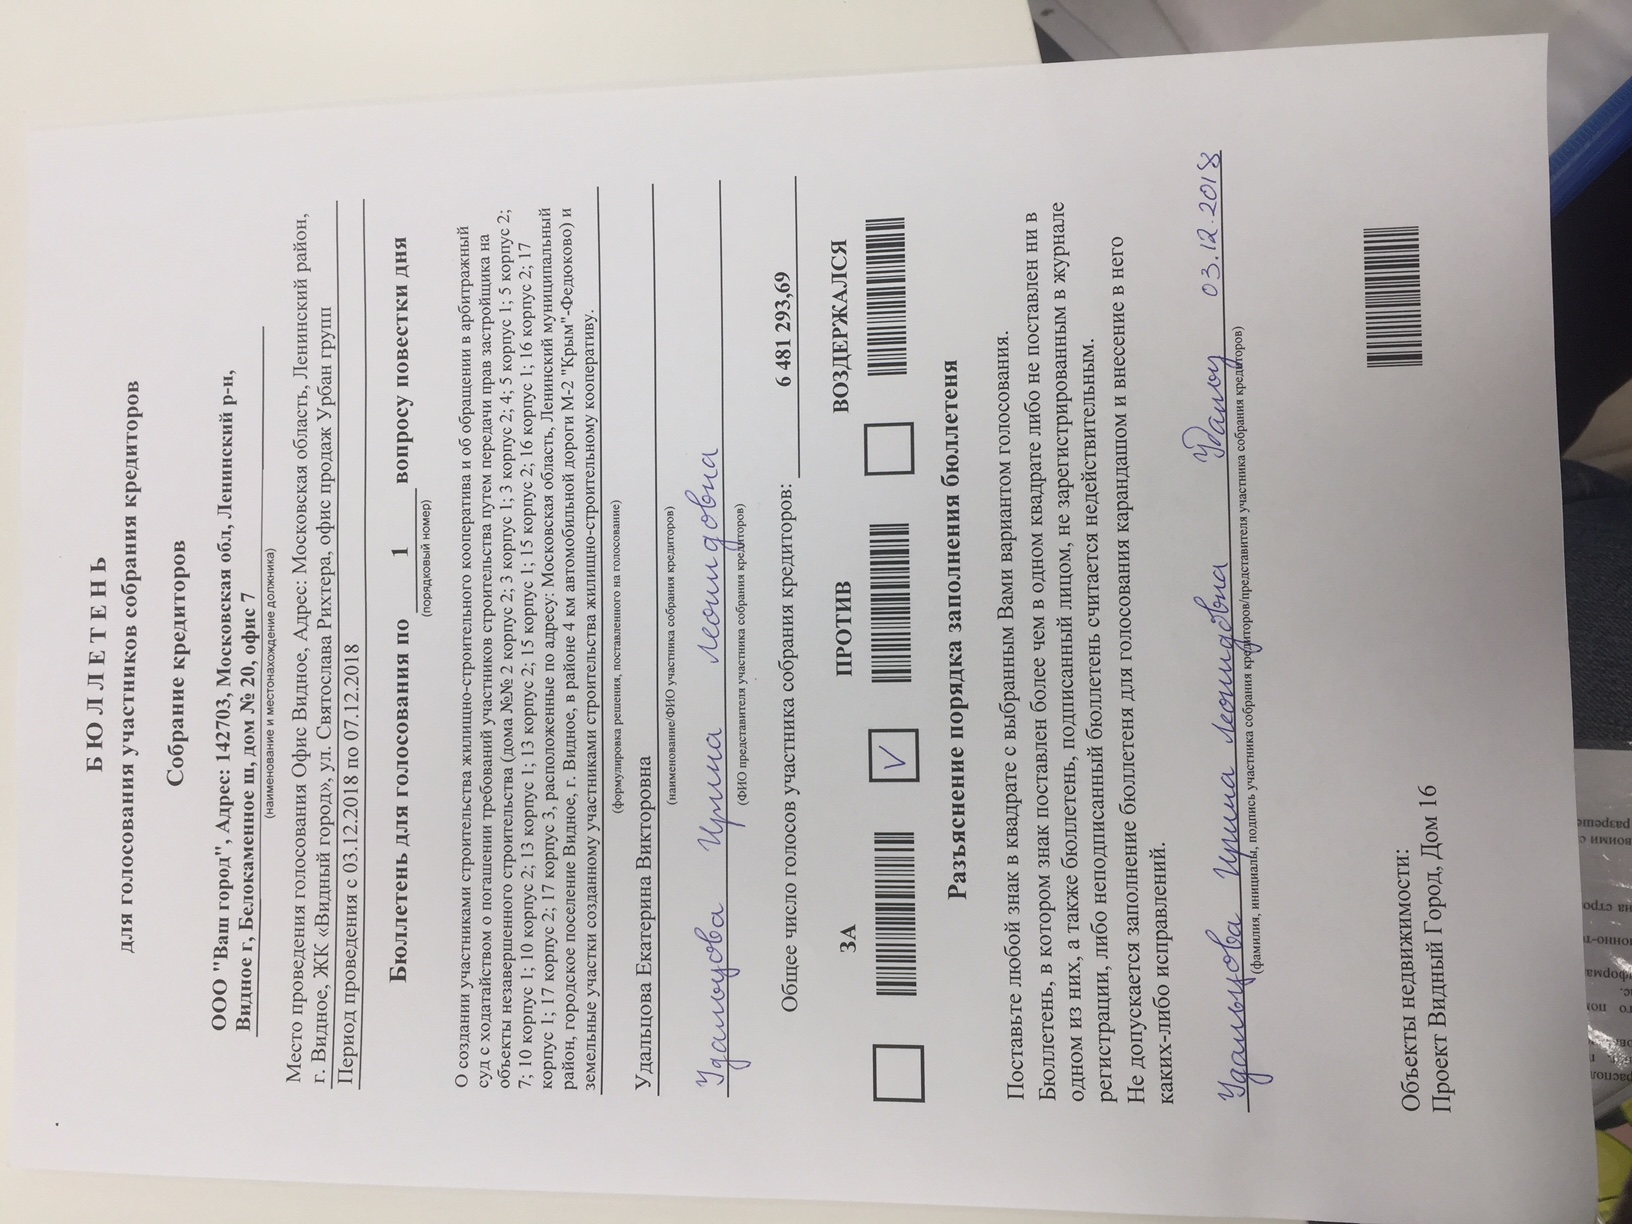 БЮЛЛЕТЕНЬ
для голосования участников собрания кредиторов
Собрание кредиторов
ООО "Ваш город", Адрес: 142703, Московская обл, Ленинский р-н,
Видное г, Белокаменное ш, дом № 20, офис 7
(наименование и местонахождение должника)
Место проведения голосования Офис Видное, Адрес: Московская область, Ленинский район,
г. Видное, ЖК «Видный город», ул. Святослава Рихтера, офис продаж Урбан групп
Период проведения с 03.12.2018 по 07.12.2018
Бюллетень для голосования по 1 вопросу повестки дня
(порядковый номер)
О создании участниками строительства жилищно-строительного кооператива и об обращении в арбитражный
суд с ходатайством о погашении требований участников строительства путем передачи прав застройщика на
объекты незавершенного строительства (дома №№ 2 корпус 2; 3 корпус 1; 3 корпус 2; 4; 5 корпус 1; 5 корпус 2;
7; 10 корпус 1; 10 корпус 2; 13 корпус 1; 13 корпус 2; 15 корпус 1; 15 корпус 2; 16 корпус 1; 16 корпус 2; 17
корпус 1; 17 корпус 2; 17 корпус 3, расположенные по адресу: Московская область, Ленинский муниципальный
район, городское поселение Видное, г. Видное, в районе 4 км автомобильной дороги М-2 "Крым"-Федюково) и
земельные участки созданному участниками строительства жилищно-строительному кооперативу.
(формулировка решения, поставленного на голосование)
Удальцова Екатерина Викторовна
(наименование/ФИО участника собрания кредиторов)
Удальцова Ирина Леонидовна
(ФИО представителя участника собрания кредиторов)
Общее число голосов участника собрания кредиторов: 6 481 293,69
ЗА ПРОТИВ ВОЗДЕРЖАЛСЯ
Разъяснение порядка заполнения бюллетеня
Поставьте любой знак в квадрате с выбранным Вами вариантом голосования.
Бюллетень, в котором знак поставлен более чем в одном квадрате либо не поставлен ни в
одном из них, а также бюллетень, подписанный лицом, не зарегистрированным в журнале
регистрации, либо неподписанный бюллетень считается недействительным.
Не допускается заполнение бюллетеня для голосования карандашом и внесение в него
каких-либо исправлений.
Удальцова Ирина Леонидовна Удальц 03.12.2018
(фамилия, инициалы, подпись участника собрания кредиторов/представителя участника собрания кредиторов)
Объекты недвижимости:
Проект Видный Город, Дом 16